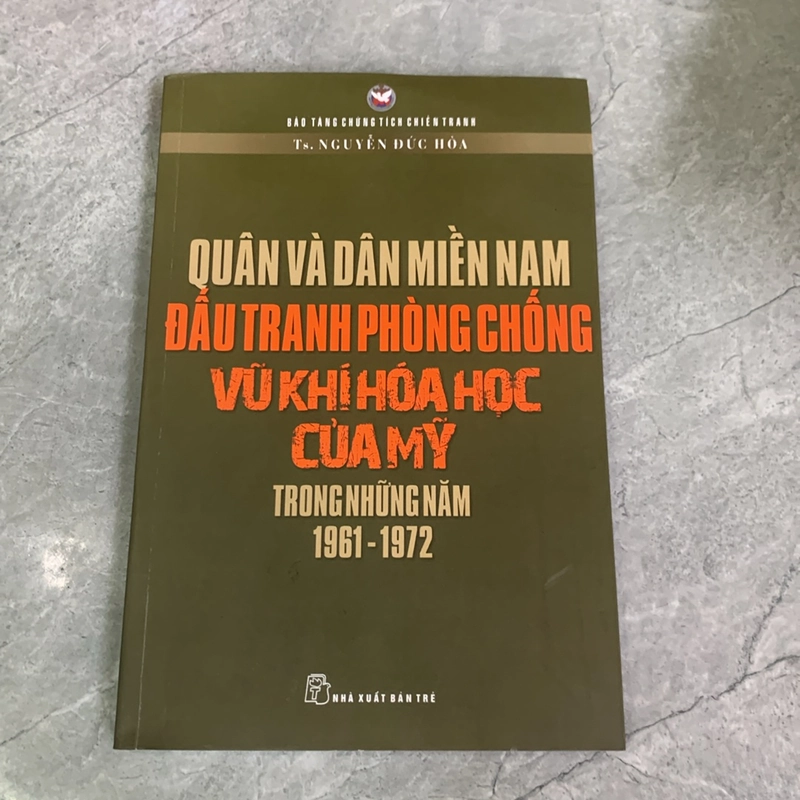 BẢO TÀNG CHỨNG TÍCH CHIẾN TRANH
Ts. NGUYỄN ĐỨC HÒA
QUÂN VÀ DÂN MIỀN NAM
ĐẤU TRANH PHÒNG CHỐNG
VŨ KHÍ HÓA HỌC
CỦA MỸ
TRONG NHỮNG NĂM
1961 - 1972
NHÀ XUẤT BẢN TRẺ